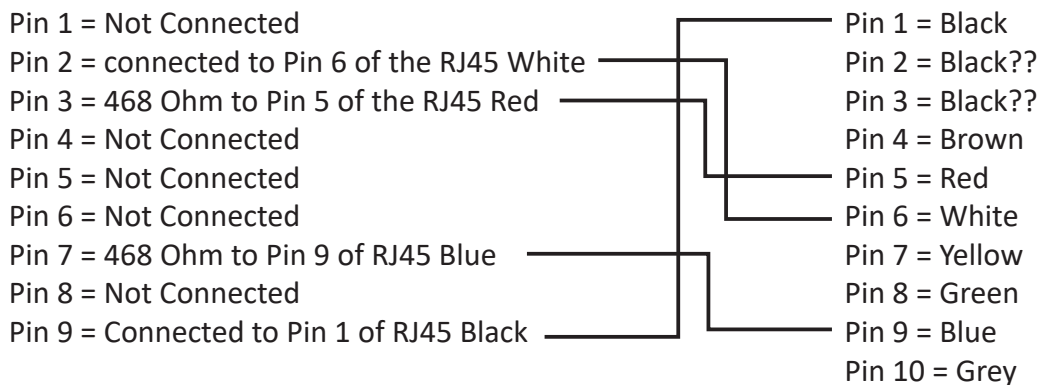 Pin 1 = Not Connected
Pin 2 = connected to Pin 6 of the RJ45 White
Pin 3 = 468 Ohm to Pin 5 of the RJ45 Red
Pin 4 = Not Connected
Pin 5 = Not Connected
Pin 6 = Not Connected
Pin 7 = 468 Ohm to Pin 9 of RJ45 Blue
Pin 8 = Not Connected
Pin 9 = Connected to Pin 1 of RJ45 Black
Pin 1 = Black
Pin 2 = Black??
Pin 3 = Black??
Pin 4 = Brown
Pin 5 = Red
Pin 6 = White
Pin 7 = Yellow
Pin 8 = Green
Pin 9 = Blue
Pin 10 = Grey